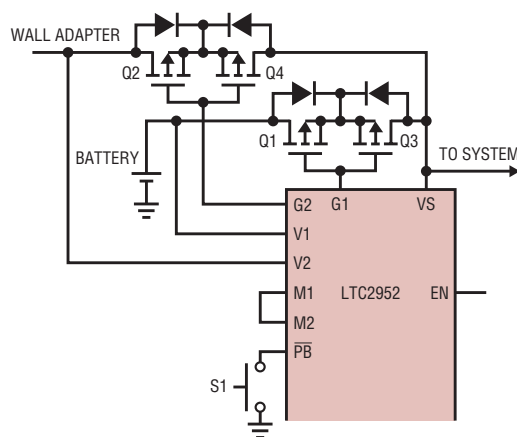 WALL ADAPTER
Q2
Q4
Q1
Q3
BATTERY
TO SYSTEM
G2
G1
VS
V1
V2
M1
LTC2952
EN
M2
PB
S1